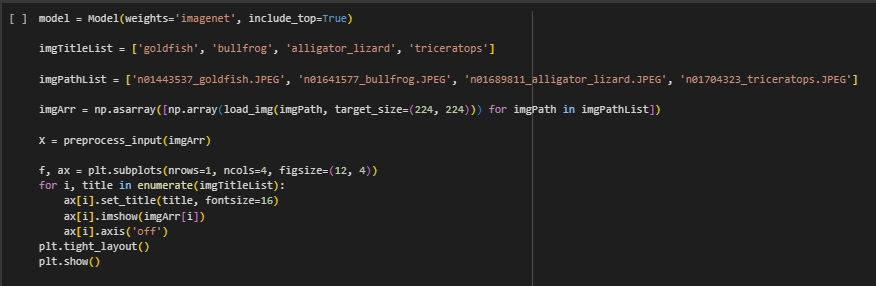 [ ] model = Model(weights='imagenet', include_top=True)
imgTitleList = ['goldfish', 'bullfrog', 'alligator_lizard', 'triceratops']
imgPathList = ['n01443537_goldfish.JPEG', 'n01641577_bullfrog.JPEG', 'n01689811_alligator_lizard.JPEG', 'n01704323_triceratops.JPEG']
imgArr = np.asarray([np.array(load_img(imgPath, target_size=(224, 224))) for imgPath in imgPathList])
X = preprocess_input(imgArr)
f, ax = plt.subplots(nrows=1, ncols=4, figsize=(12, 4))
for i, title in enumerate(imgTitleList):
    ax[i].set_title(title, fontsize=16)
    ax[i].imshow(imgArr[i])
    ax[i].axis('off')
plt.tight_layout()
plt.show()